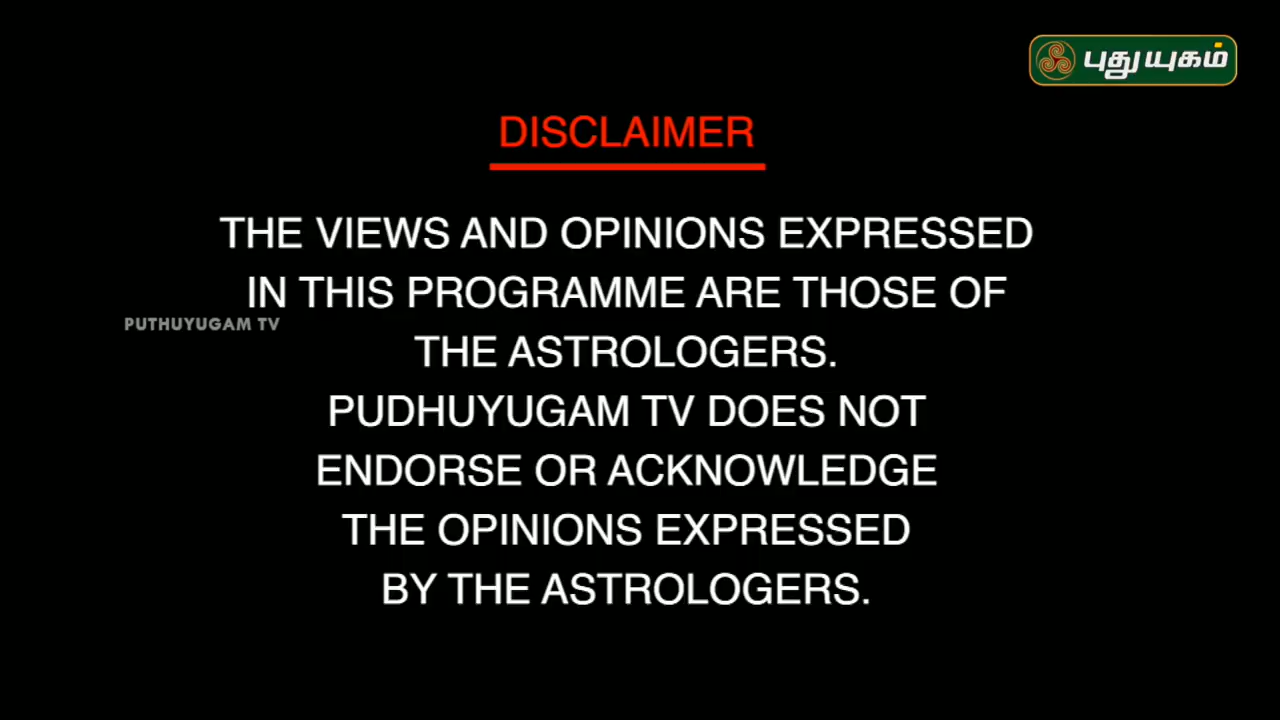 புதுயுகம்
DISCLAIMER
THE VIEWS AND OPINIONS EXPRESSED
IN THIS PROGRAMME ARE THOSE OF
PUTHUYUGAM TV
THE ASTROLOGERS.
PUDHUYUGAM TV DOES NOT
ENDORSE OR ACKNOWLEDGE
THE OPINIONS EXPRESSED
BY THE ASTROLOGERS.